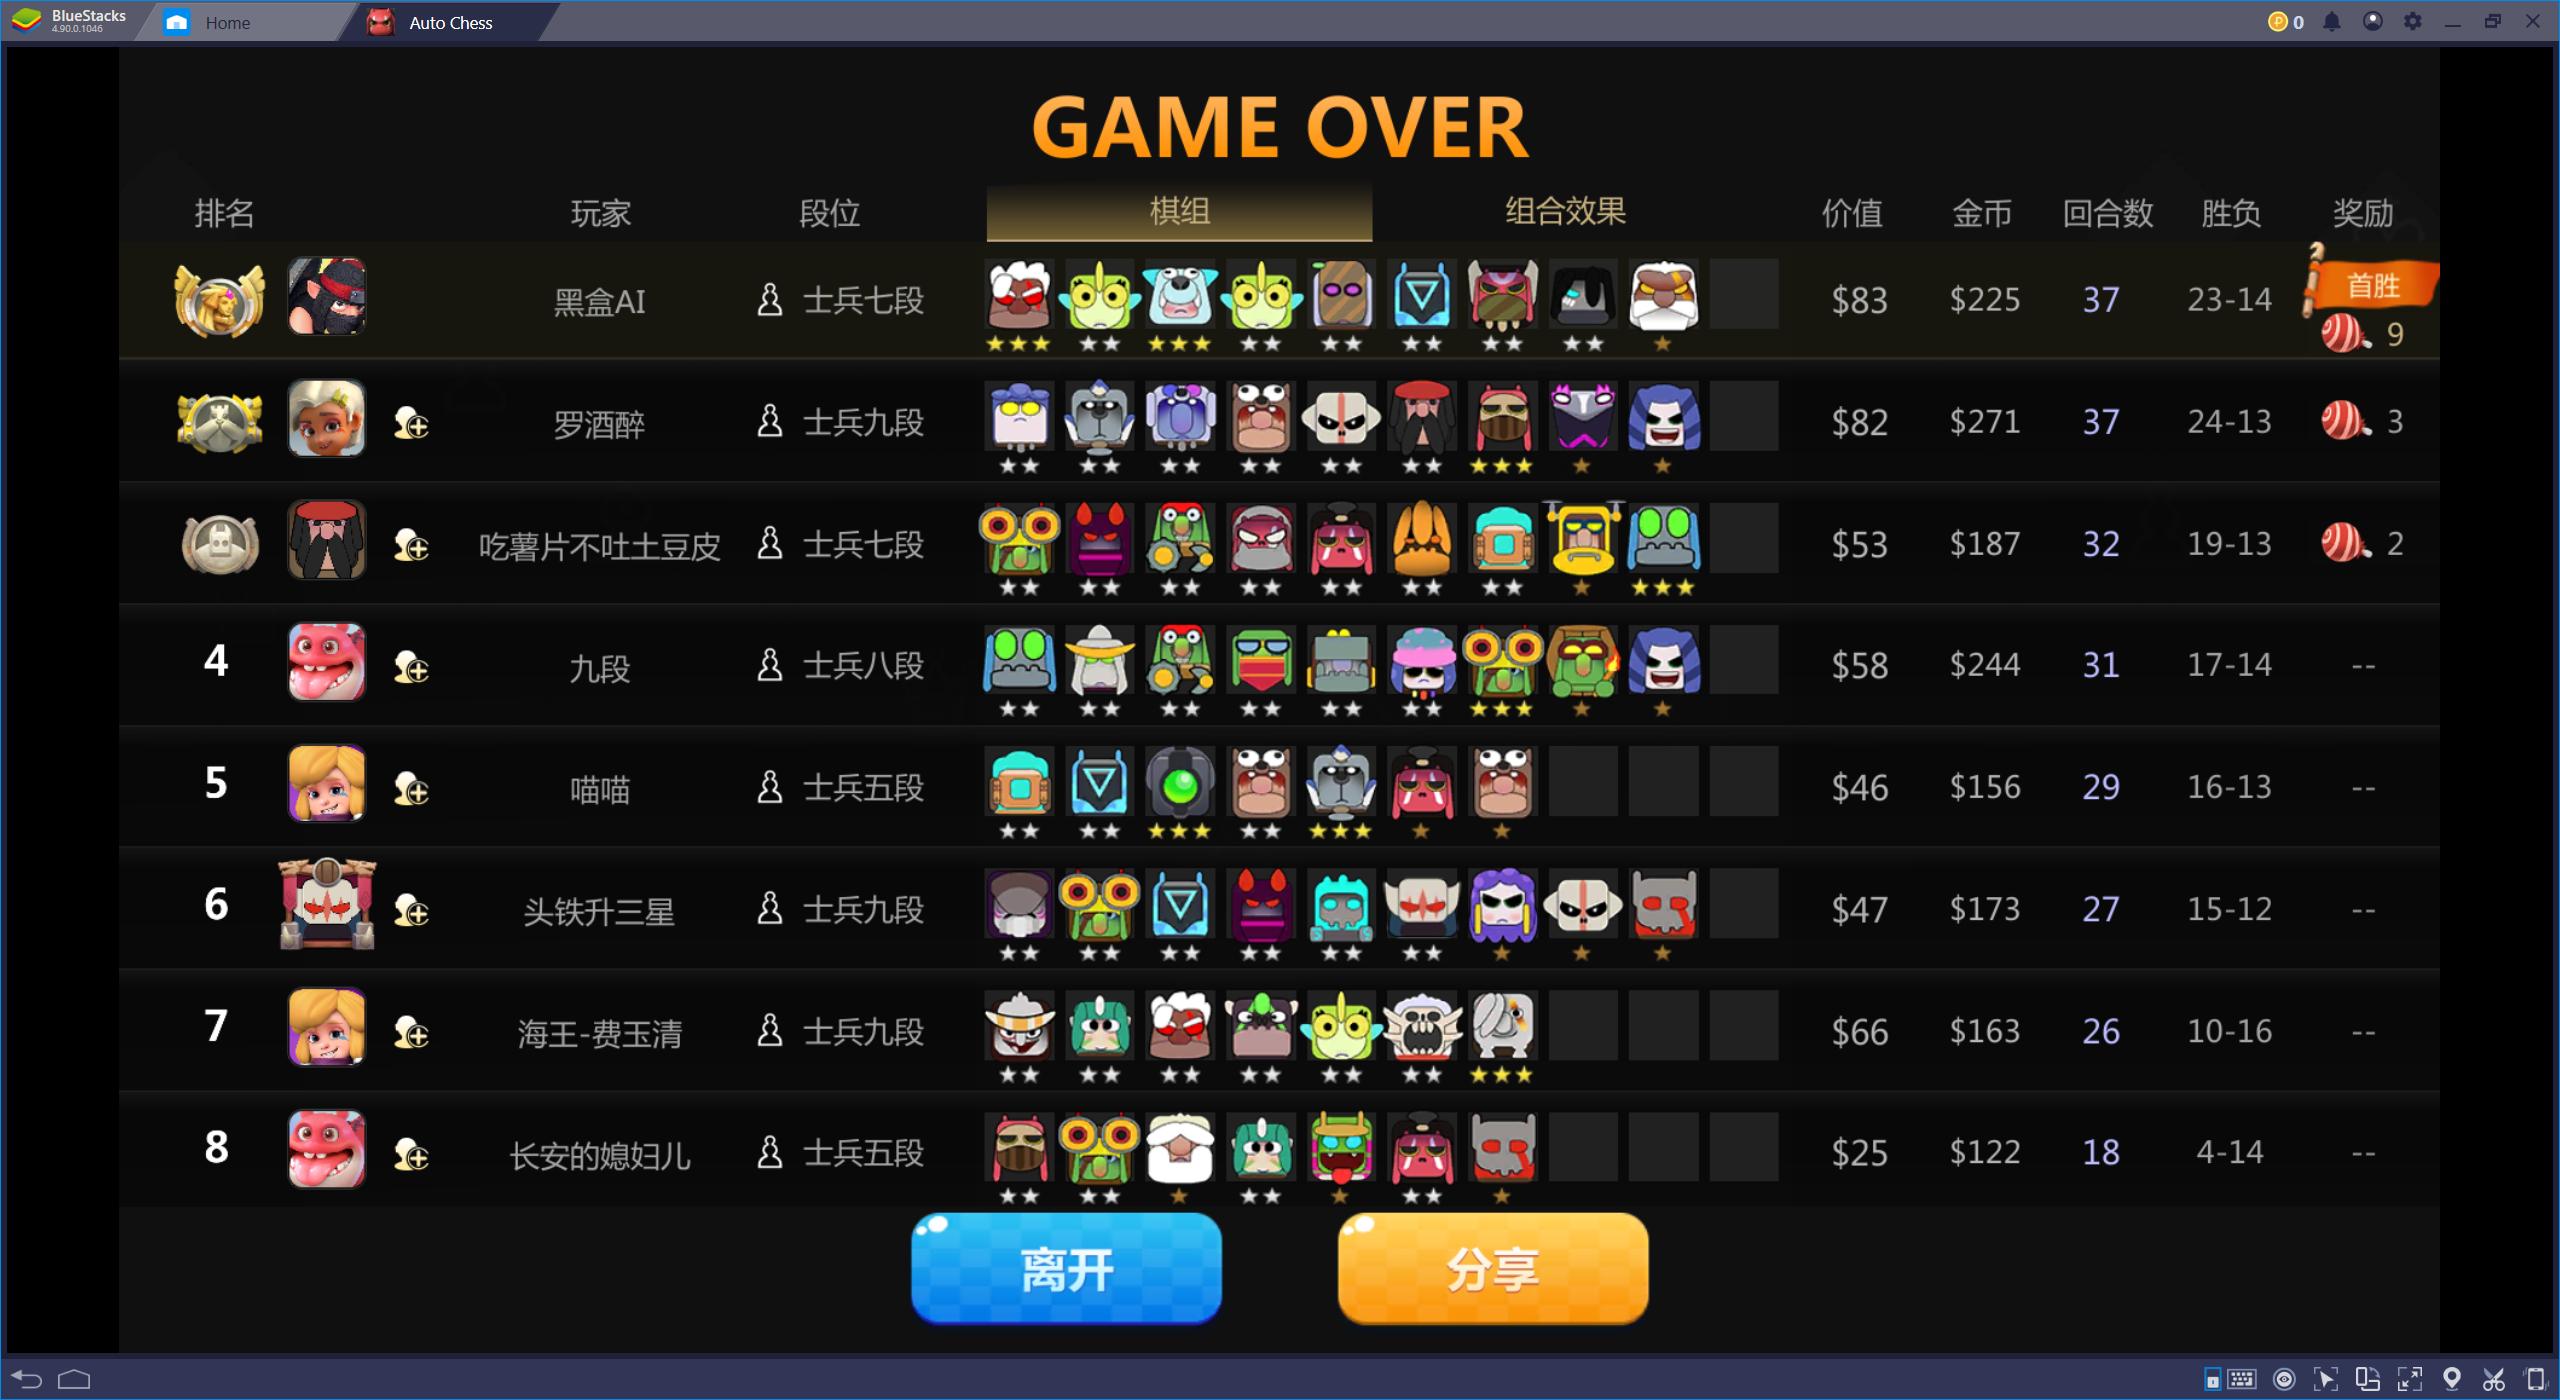 BlueStacks
4.90.0.1046
Home
Auto Chess
0
GAME OVER
排名 玩家 段位 棋组 组合效果 价值 金币 回合数 胜负 奖励
黑盒AI 士兵七段 $83 $225 37 23-14 首胜 9
罗酒醉 士兵九段 $82 $271 37 24-13 3
吃薯片不吐土豆皮 士兵七段 $53 $187 32 19-13 2
4 九段 士兵八段 $58 $244 31 17-14 --
5 喵喵 士兵五段 $46 $156 29 16-13 --
6 头铁升三星 士兵九段 $47 $173 27 15-12 --
7 海王-费玉清 士兵九段 $66 $163 26 10-16 --
8 长安的媳妇儿 士兵五段 $25 $122 18 4-14 --
离开 分享